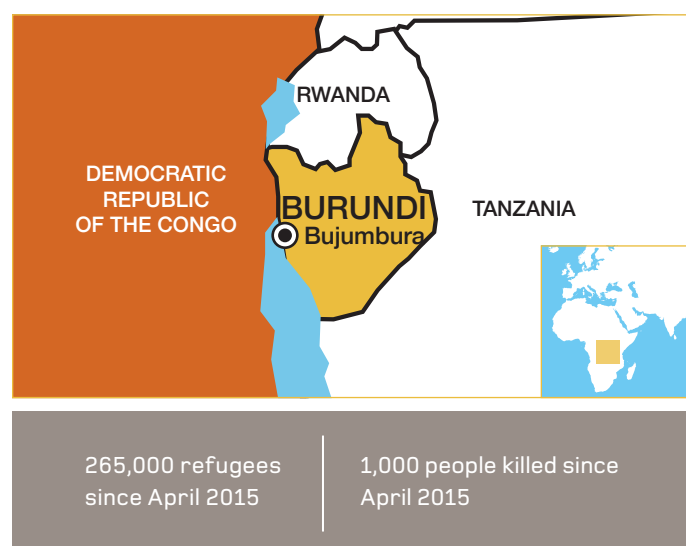 RWANDA
DEMOCRATIC
REPUBLIC
OF THE CONGO
BURUNDI
TANZANIA
Bujumbura
265,000 refugees
since April 2015
1,000 people killed since
April 2015